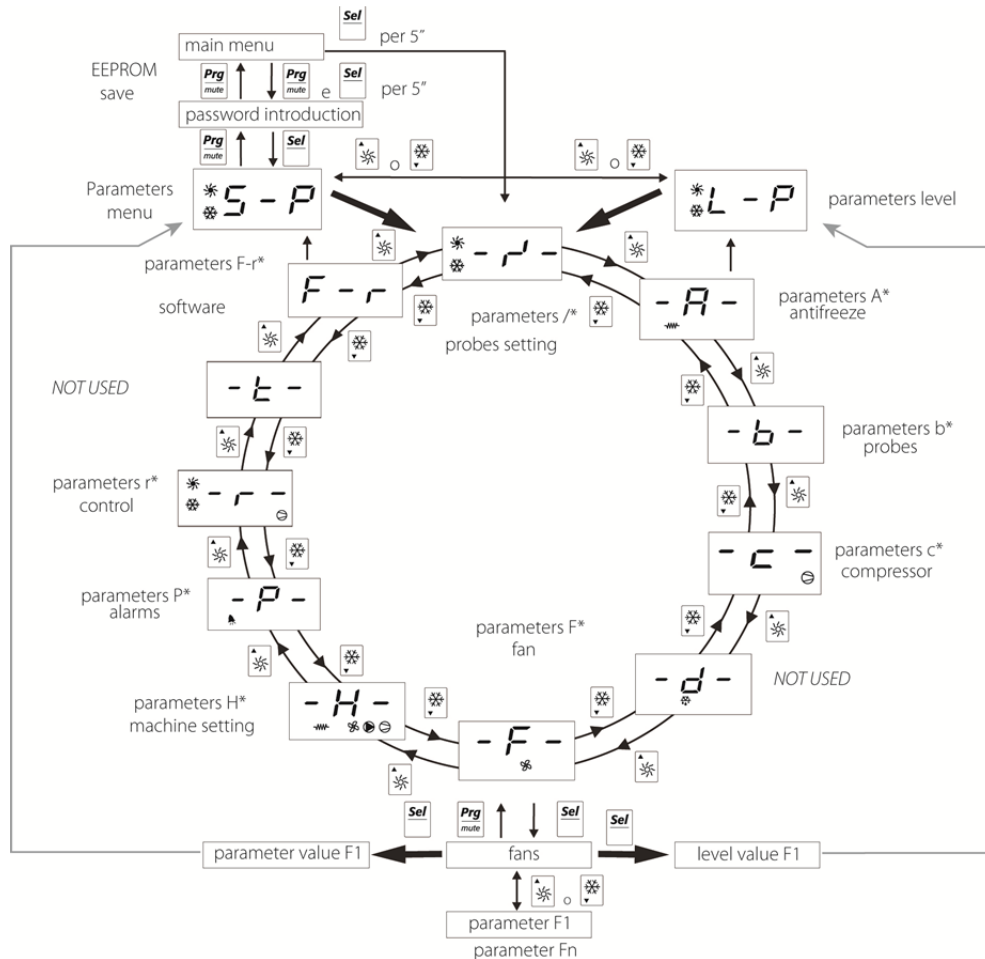 Sel
per 5"
main menu
EEPROM
save
Prg
mute
Prg
mute
e
Sel
per 5"
password introduction
Prg
mute
Sel
o
o
Parameters
menu
S - P
L - P
parameters level
parameters F-r*
software
F - r
- / -
parameters /*
probes setting
- A -
parameters A*
antifreeze
NOT USED
- t -
- b -
parameters b*
probes
parameters r*
control
- r -
- c -
parameters c*
compressor
parameters P*
alarms
- P -
parameters F*
fan
- d -
NOT USED
parameters H*
machine setting
- H -
- F -
Sel
Prg
mute
Sel
Sel
parameter value F1
fans
level value F1
o
parameter F1
parameter Fn